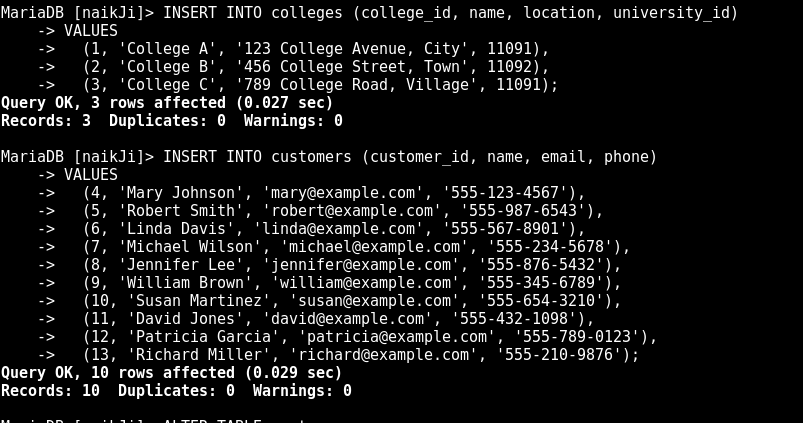 MariaDB [naikJi]> INSERT INTO colleges (college_id, name, location, university_id)
    -> VALUES
    ->   (1, 'College A', '123 College Avenue, City', 11091),
    ->   (2, 'College B', '456 College Street, Town', 11092),
    ->   (3, 'College C', '789 College Road, Village', 11091);
Query OK, 3 rows affected (0.027 sec)
Records: 3  Duplicates: 0  Warnings: 0

MariaDB [naikJi]> INSERT INTO customers (customer_id, name, email, phone)
    -> VALUES
    ->   (4, 'Mary Johnson', 'mary@example.com', '555-123-4567'),
    ->   (5, 'Robert Smith', 'robert@example.com', '555-987-6543'),
    ->   (6, 'Linda Davis', 'linda@example.com', '555-567-8901'),
    ->   (7, 'Michael Wilson', 'michael@example.com', '555-234-5678'),
    ->   (8, 'Jennifer Lee', 'jennifer@example.com', '555-876-5432'),
    ->   (9, 'William Brown', 'william@example.com', '555-345-6789'),
    ->   (10, 'Susan Martinez', 'susan@example.com', '555-654-3210'),
    ->   (11, 'David Jones', 'david@example.com', '555-432-1098'),
    ->   (12, 'Patricia Garcia', 'patricia@example.com', '555-789-0123'),
    ->   (13, 'Richard Miller', 'richard@example.com', '555-210-9876');
Query OK, 10 rows affected (0.029 sec)
Records: 10  Duplicates: 0  Warnings: 0

MariaDB [naikJi]> ALTER TABLE